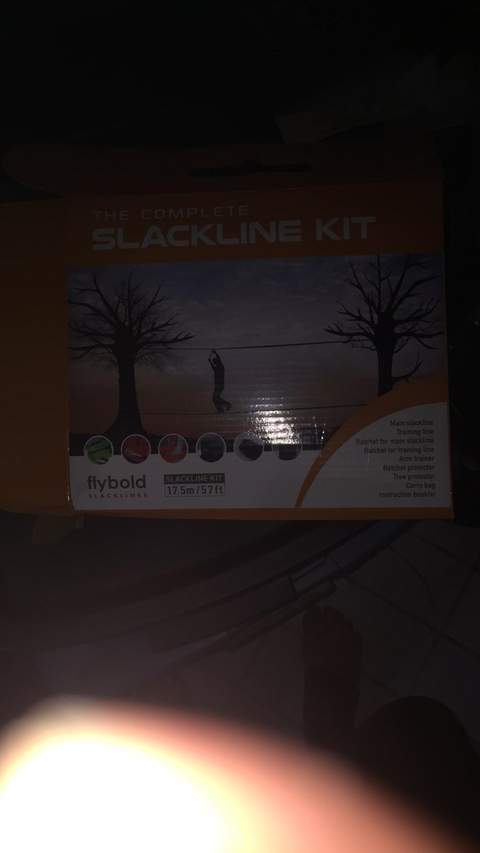 THE COMPLETE
SLACKLINE KIT
Main slackline
Training line
Ratchet for main slackline
Ratchet for training line
Arm trainer
Ratchet protector
Tree protector
Carry bag
Instruction booklet
flybold
SLACKLINES
SLACKLINE KIT
17.5m/57ft